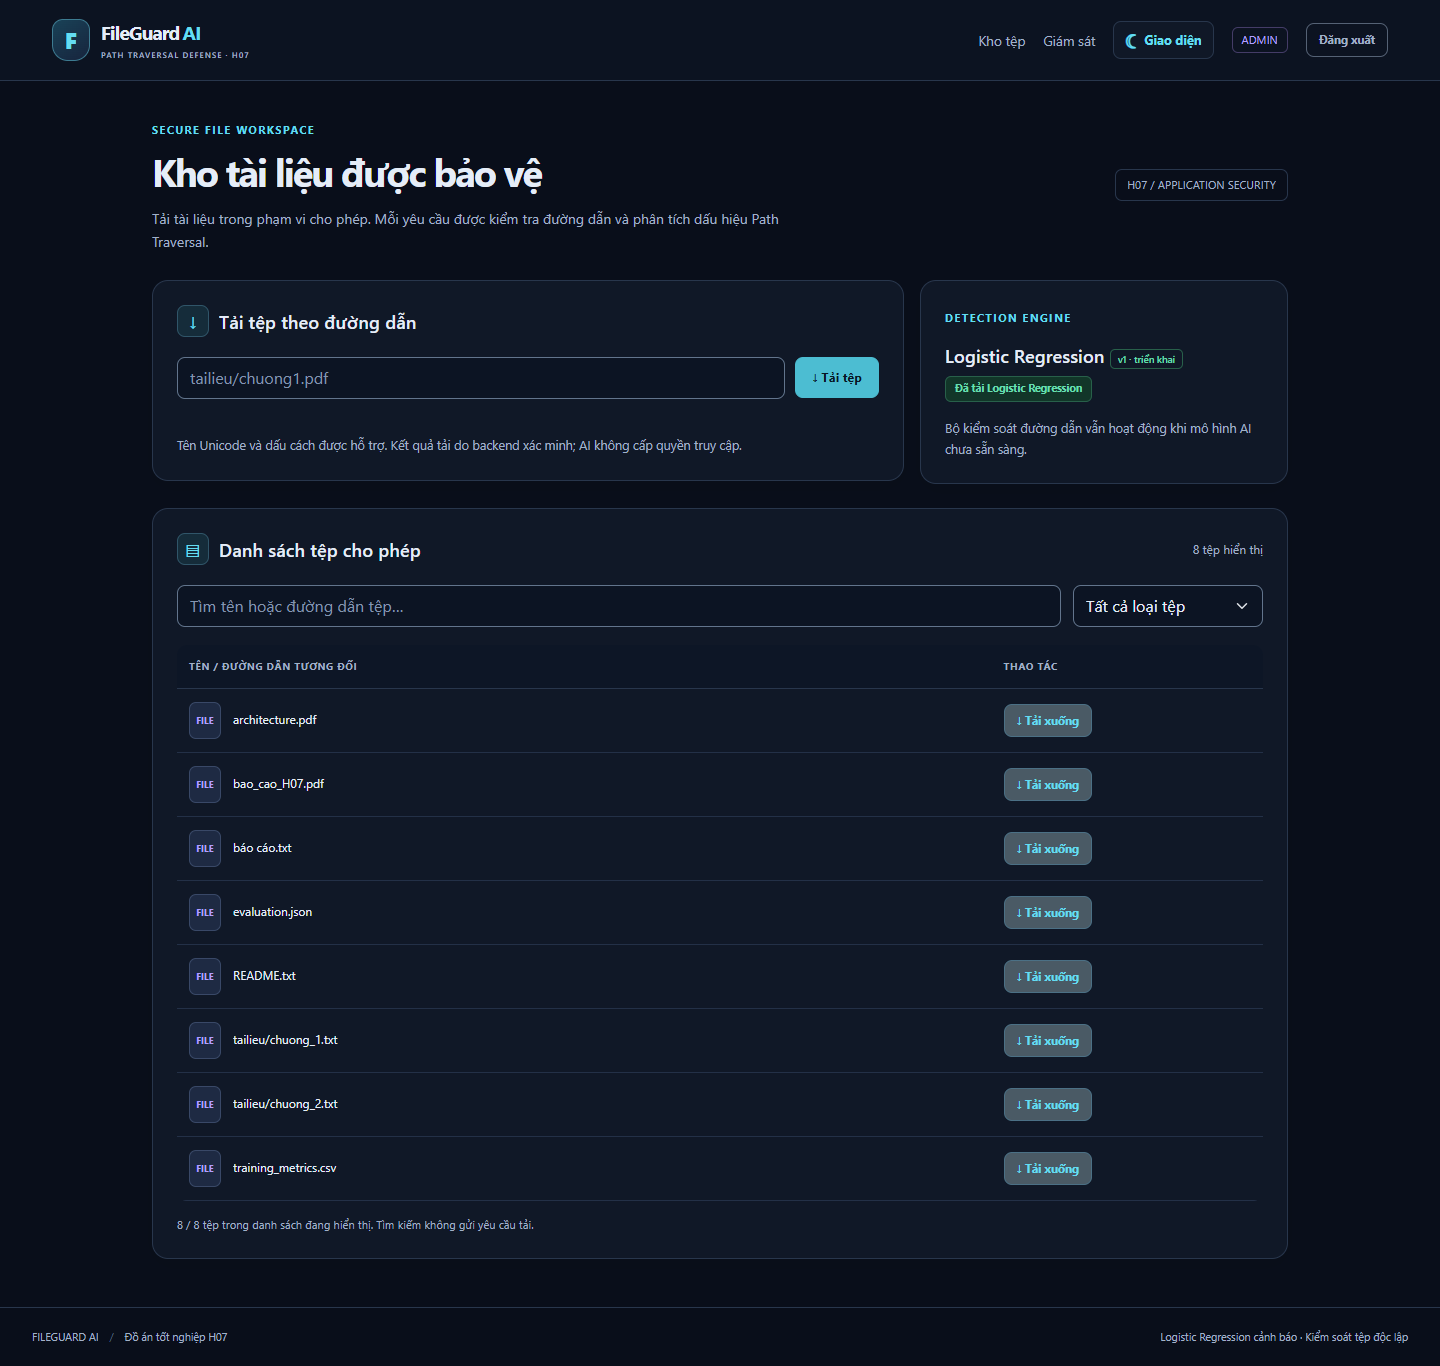 F
FileGuard AI
PATH TRAVERSAL DEFENSE · H07
Kho tệp
Giám sát
Giao diện
ADMIN
Đăng xuất
SECURE FILE WORKSPACE
Kho tài liệu được bảo vệ
H07 / APPLICATION SECURITY
Tải tài liệu trong phạm vi cho phép. Mỗi yêu cầu được kiểm tra đường dẫn và phân tích dấu hiệu Path
Traversal.
↓ Tải tệp theo đường dẫn
tailieu/chuong1.pdf
↓ Tải tệp
Tên Unicode và dấu cách được hỗ trợ. Kết quả tải do backend xác minh; AI không cấp quyền truy cập.
DETECTION ENGINE
Logistic Regression v1 · triển khai
Đã tải Logistic Regression
Bộ kiểm soát đường dẫn vẫn hoạt động khi mô hình AI
chưa sẵn sàng.
Danh sách tệp cho phép
8 tệp hiển thị
Tìm tên hoặc đường dẫn tệp...
Tất cả loại tệp
TÊN / ĐƯỜNG DẪN TƯƠNG ĐỐI
THAO TÁC
FILE architecture.pdf ↓ Tải xuống
FILE bao_cao_H07.pdf ↓ Tải xuống
FILE báo cáo.txt ↓ Tải xuống
FILE evaluation.json ↓ Tải xuống
FILE README.txt ↓ Tải xuống
FILE tailieu/chuong_1.txt ↓ Tải xuống
FILE tailieu/chuong_2.txt ↓ Tải xuống
FILE training_metrics.csv ↓ Tải xuống
8 / 8 tệp trong danh sách đang hiển thị. Tìm kiếm không gửi yêu cầu tải.
FILEGUARD AI / Đồ án tốt nghiệp H07
Logistic Regression cảnh báo · Kiểm soát tệp độc lập